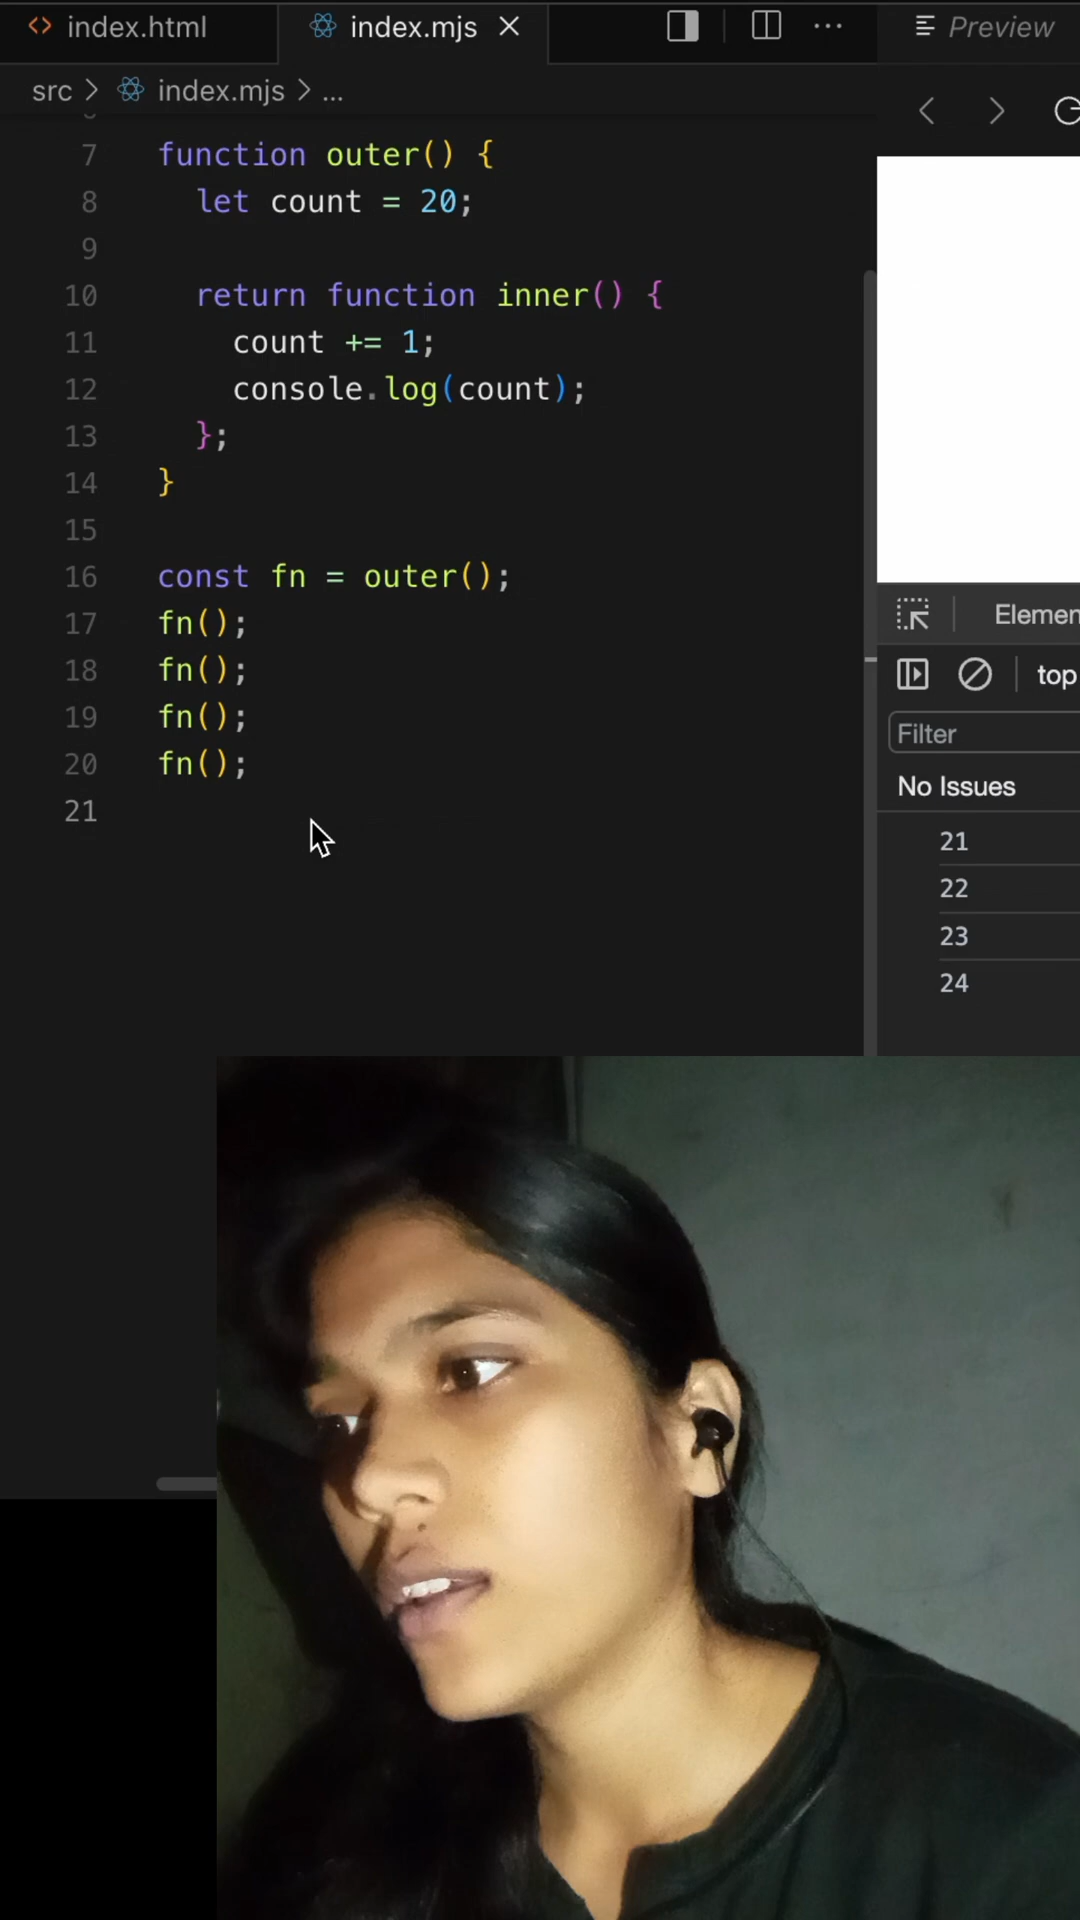 index.html
index.mjs
Preview
src > index.mjs > ...
7 function outer() {
8 let count = 20;
9
10 return function inner() {
11 count += 1;
12 console.log(count);
13 };
14 }
15
16 const fn = outer();
17 fn();
18 fn();
19 fn();
20 fn();
21
Elemen
top
Filter
No Issues
21
22
23
24